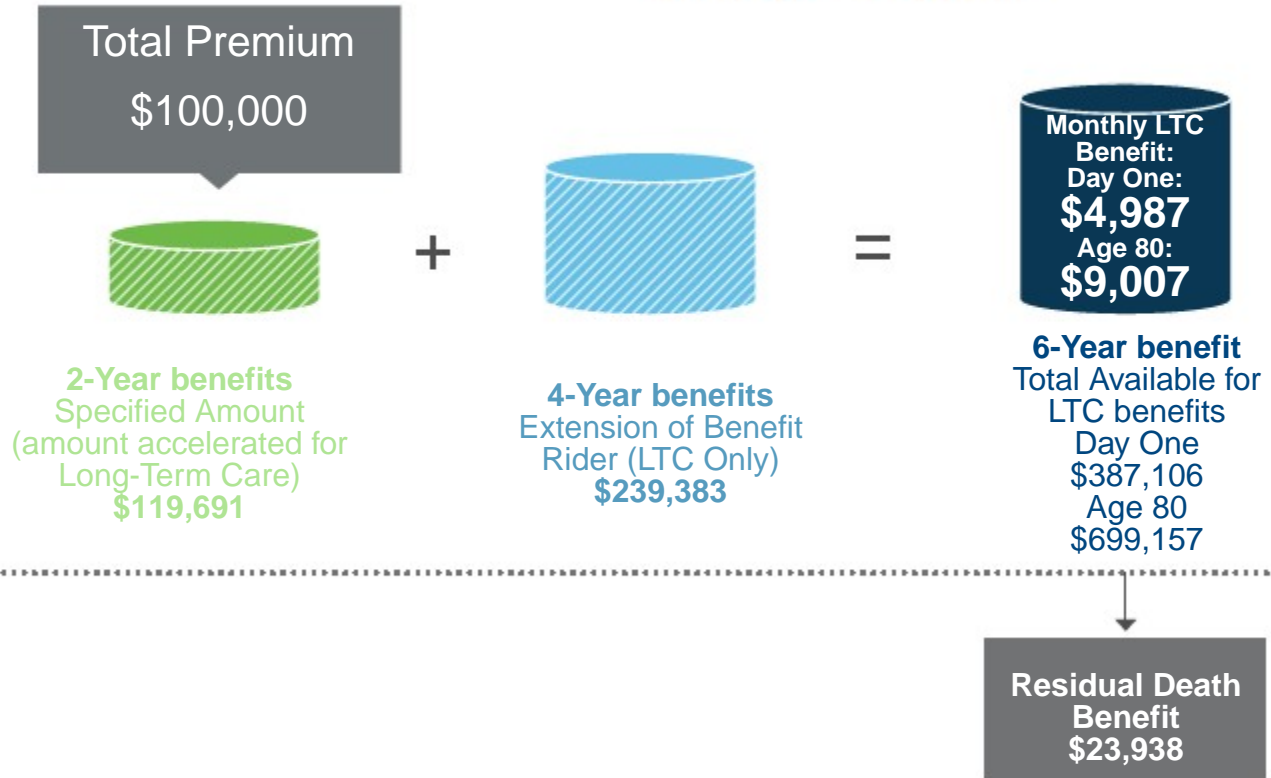 Total Premium
$100,000
+
=
Monthly LTC
Benefit:
Day One:
$4,987
Age 80:
$9,007
2-Year benefits
Specified Amount
(amount accelerated for
Long-Term Care)
$119,691
4-Year benefits
Extension of Benefit
Rider (LTC Only)
$239,383
6-Year benefit
Total Available for
LTC benefits
Day One
$387,106
Age 80
$699,157
Residual Death
Benefit
$23,938